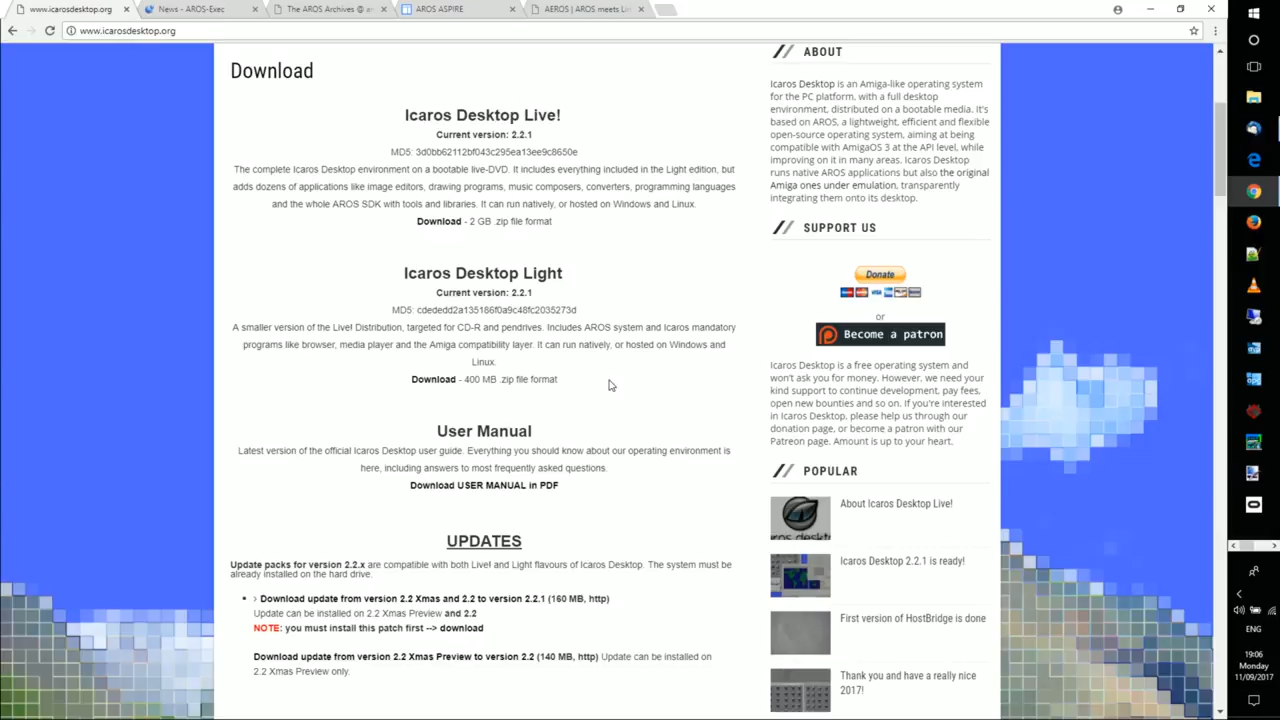 www.icarosdesktop.org
News - AROS-Exec
The AROS Archives @ a
AROS ASPIRE
AEROS | AROS meets Li
www.icarosdesktop.org
Download
Icaros Desktop Live!
Current version: 2.2.1
MD5: 3d0bb62112bf043c295ea13ee9c8650e
The complete Icaros Desktop environment on a bootable live-DVD. It includes everything included in the Light edition, but
adds dozens of applications like image editors, drawing programs, music composers, converters, programming languages
and the whole AROS SDK with tools and libraries. It can run natively, or hosted on Windows and Linux.
Download - 2 GB .zip file format
Icaros Desktop Light
Current version: 2.2.1
MD5: cdededd2a135186f0a9c48fc2035273d
A smaller version of the Live! Distribution, targeted for CD-R and pendrives. Includes AROS system and Icaros mandatory
programs like browser, media player and the Amiga compatibility layer. It can run natively, or hosted on Windows and
Linux.
Download - 400 MB .zip file format
User Manual
Latest version of the official Icaros Desktop user guide. Everything you should know about our operating environment is
here, including answers to most frequently asked questions.
Download USER MANUAL in PDF
UPDATES
Update packs for version 2.2.x are compatible with both Live! and Light flavours of Icaros Desktop. The system must be
already installed on the hard drive.
› Download update from version 2.2 Xmas and 2.2 to version 2.2.1 (160 MB, http)
Update can be installed on 2.2 Xmas Preview and 2.2
NOTE: you must install this patch first --> download
Download update from version 2.2 Xmas Preview to version 2.2 (140 MB, http) Update can be installed on
2.2 Xmas Preview only.
ABOUT
Icaros Desktop is an Amiga-like operating system
for the PC platform, with a full desktop
environment, distributed on a bootable media. It's
based on AROS, a lightweight, efficient and flexible
open-source operating system, aiming at being
compatible with AmigaOS 3 at the API level, while
improving on it in many areas. Icaros Desktop
runs native AROS applications but also the original
Amiga ones under emulation, transparently
integrating them onto its desktop.
SUPPORT US
Donate
or
Become a patron
Icaros Desktop is a free operating system and
won't ask you for money. However, we need your
kind support to continue development, pay fees,
open new bounties and so on. If you're interested
in Icaros Desktop, please help us through our
donation page, or become a patron with our
Patreon page. Amount is up to your heart.
POPULAR
About Icaros Desktop Live!
Icaros Desktop 2.2.1 is ready!
First version of HostBridge is done
Thank you and have a really nice
2017!
ENG
19:06
Monday
11/09/2017